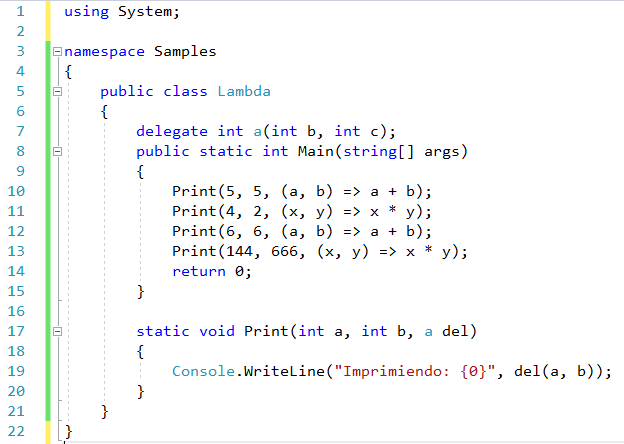 1 using System;
2
3 namespace Samples
4 {
5 public class Lambda
6 {
7 delegate int a(int b, int c);
8 public static int Main(string[] args)
9 {
10 Print(5, 5, (a, b) => a + b);
11 Print(4, 2, (x, y) => x * y);
12 Print(6, 6, (a, b) => a + b);
13 Print(144, 666, (x, y) => x * y);
14 return 0;
15 }
16
17 static void Print(int a, int b, a del)
18 {
19 Console.WriteLine("Imprimiendo: {0}", del(a, b));
20 }
21 }
22 }